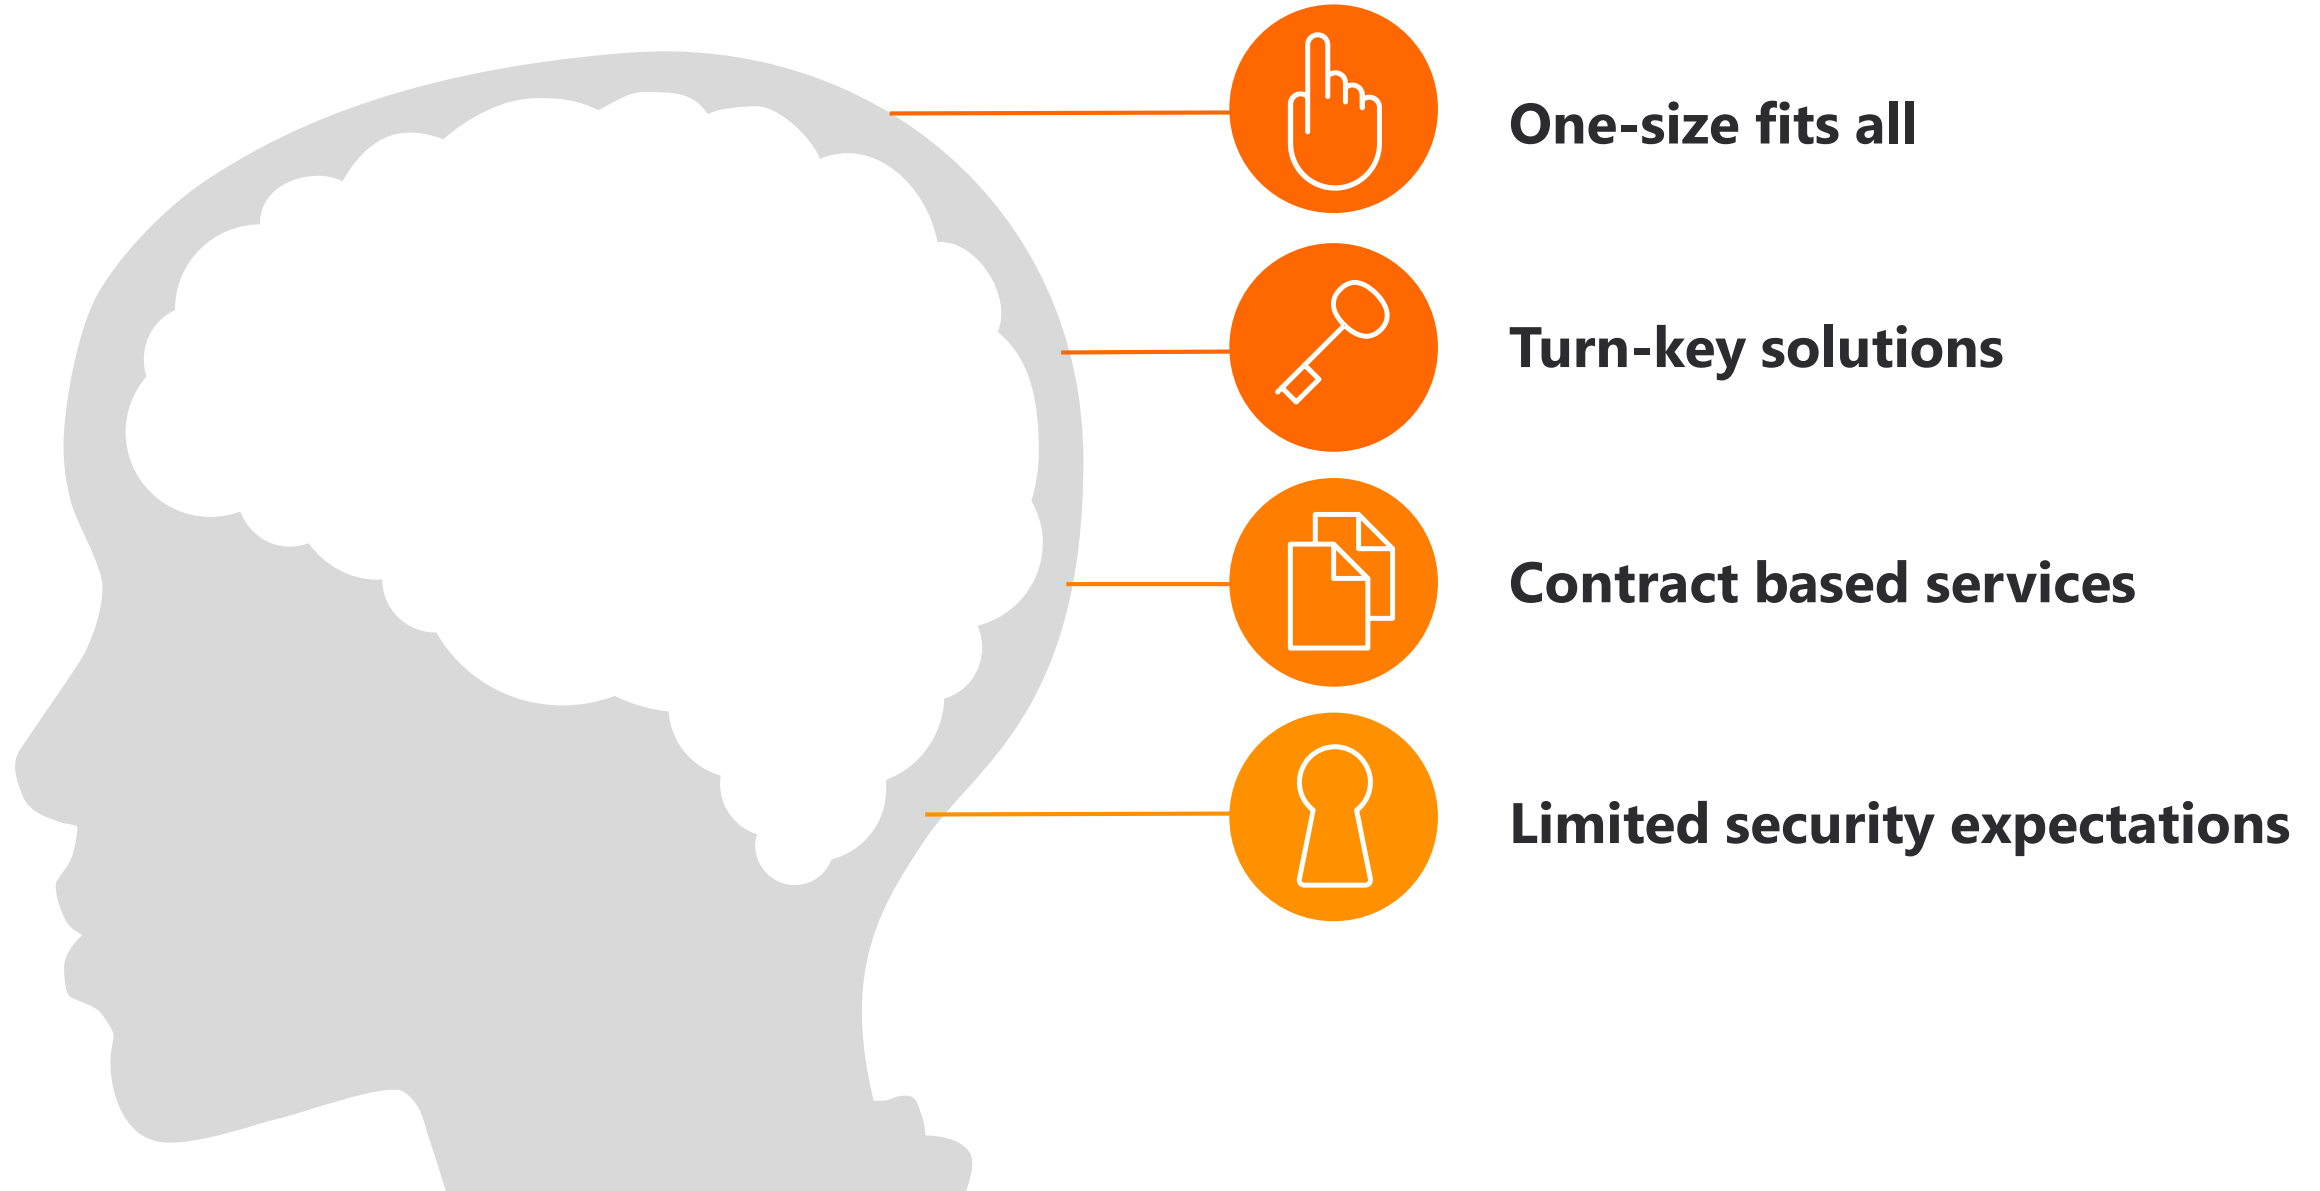 One-size fits all
Turn-key solutions
Contract based services
Limited security expectations